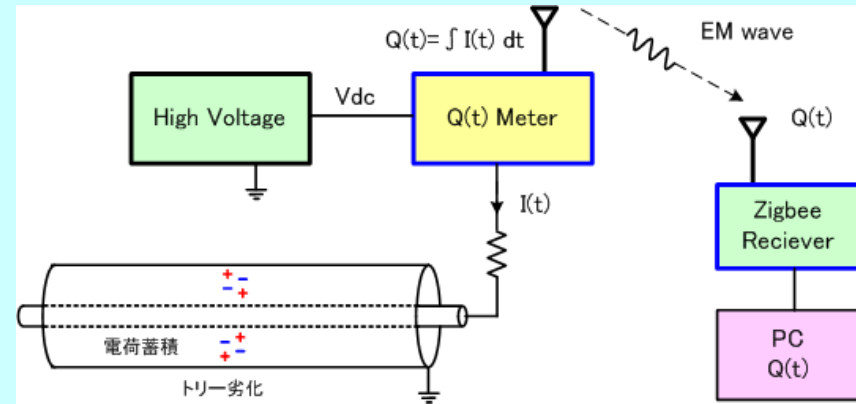 Q(t)= ∫ I(t) dt
EM wave
High Voltage
Vdc
Q(t) Meter
Q(t)
I(t)
Zigbee
Reciever
電荷蓄積
トリー劣化
PC
Q(t)